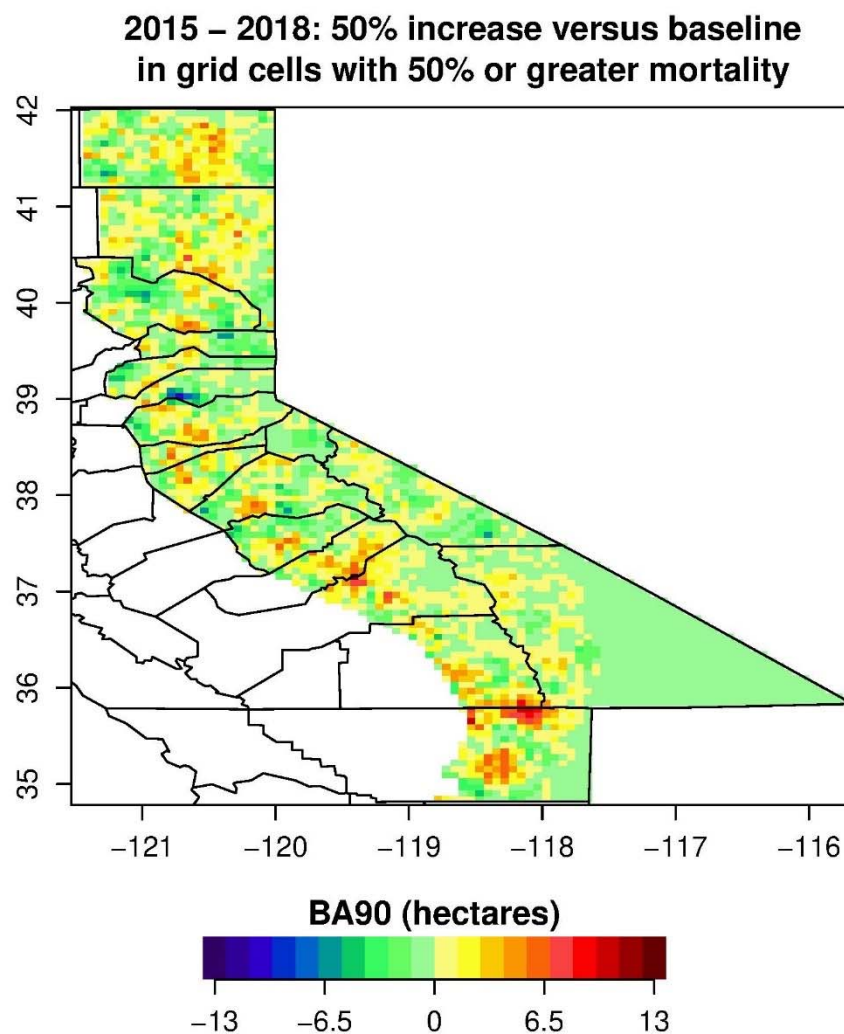 2015 – 2018: 50% increase versus baseline
in grid cells with 50% or greater mortality
42
41
40
39
38
37
36
35
−121 −120 −119 −118 −117 −116
BA90 (hectares)
−13 −6.5 0 6.5 13